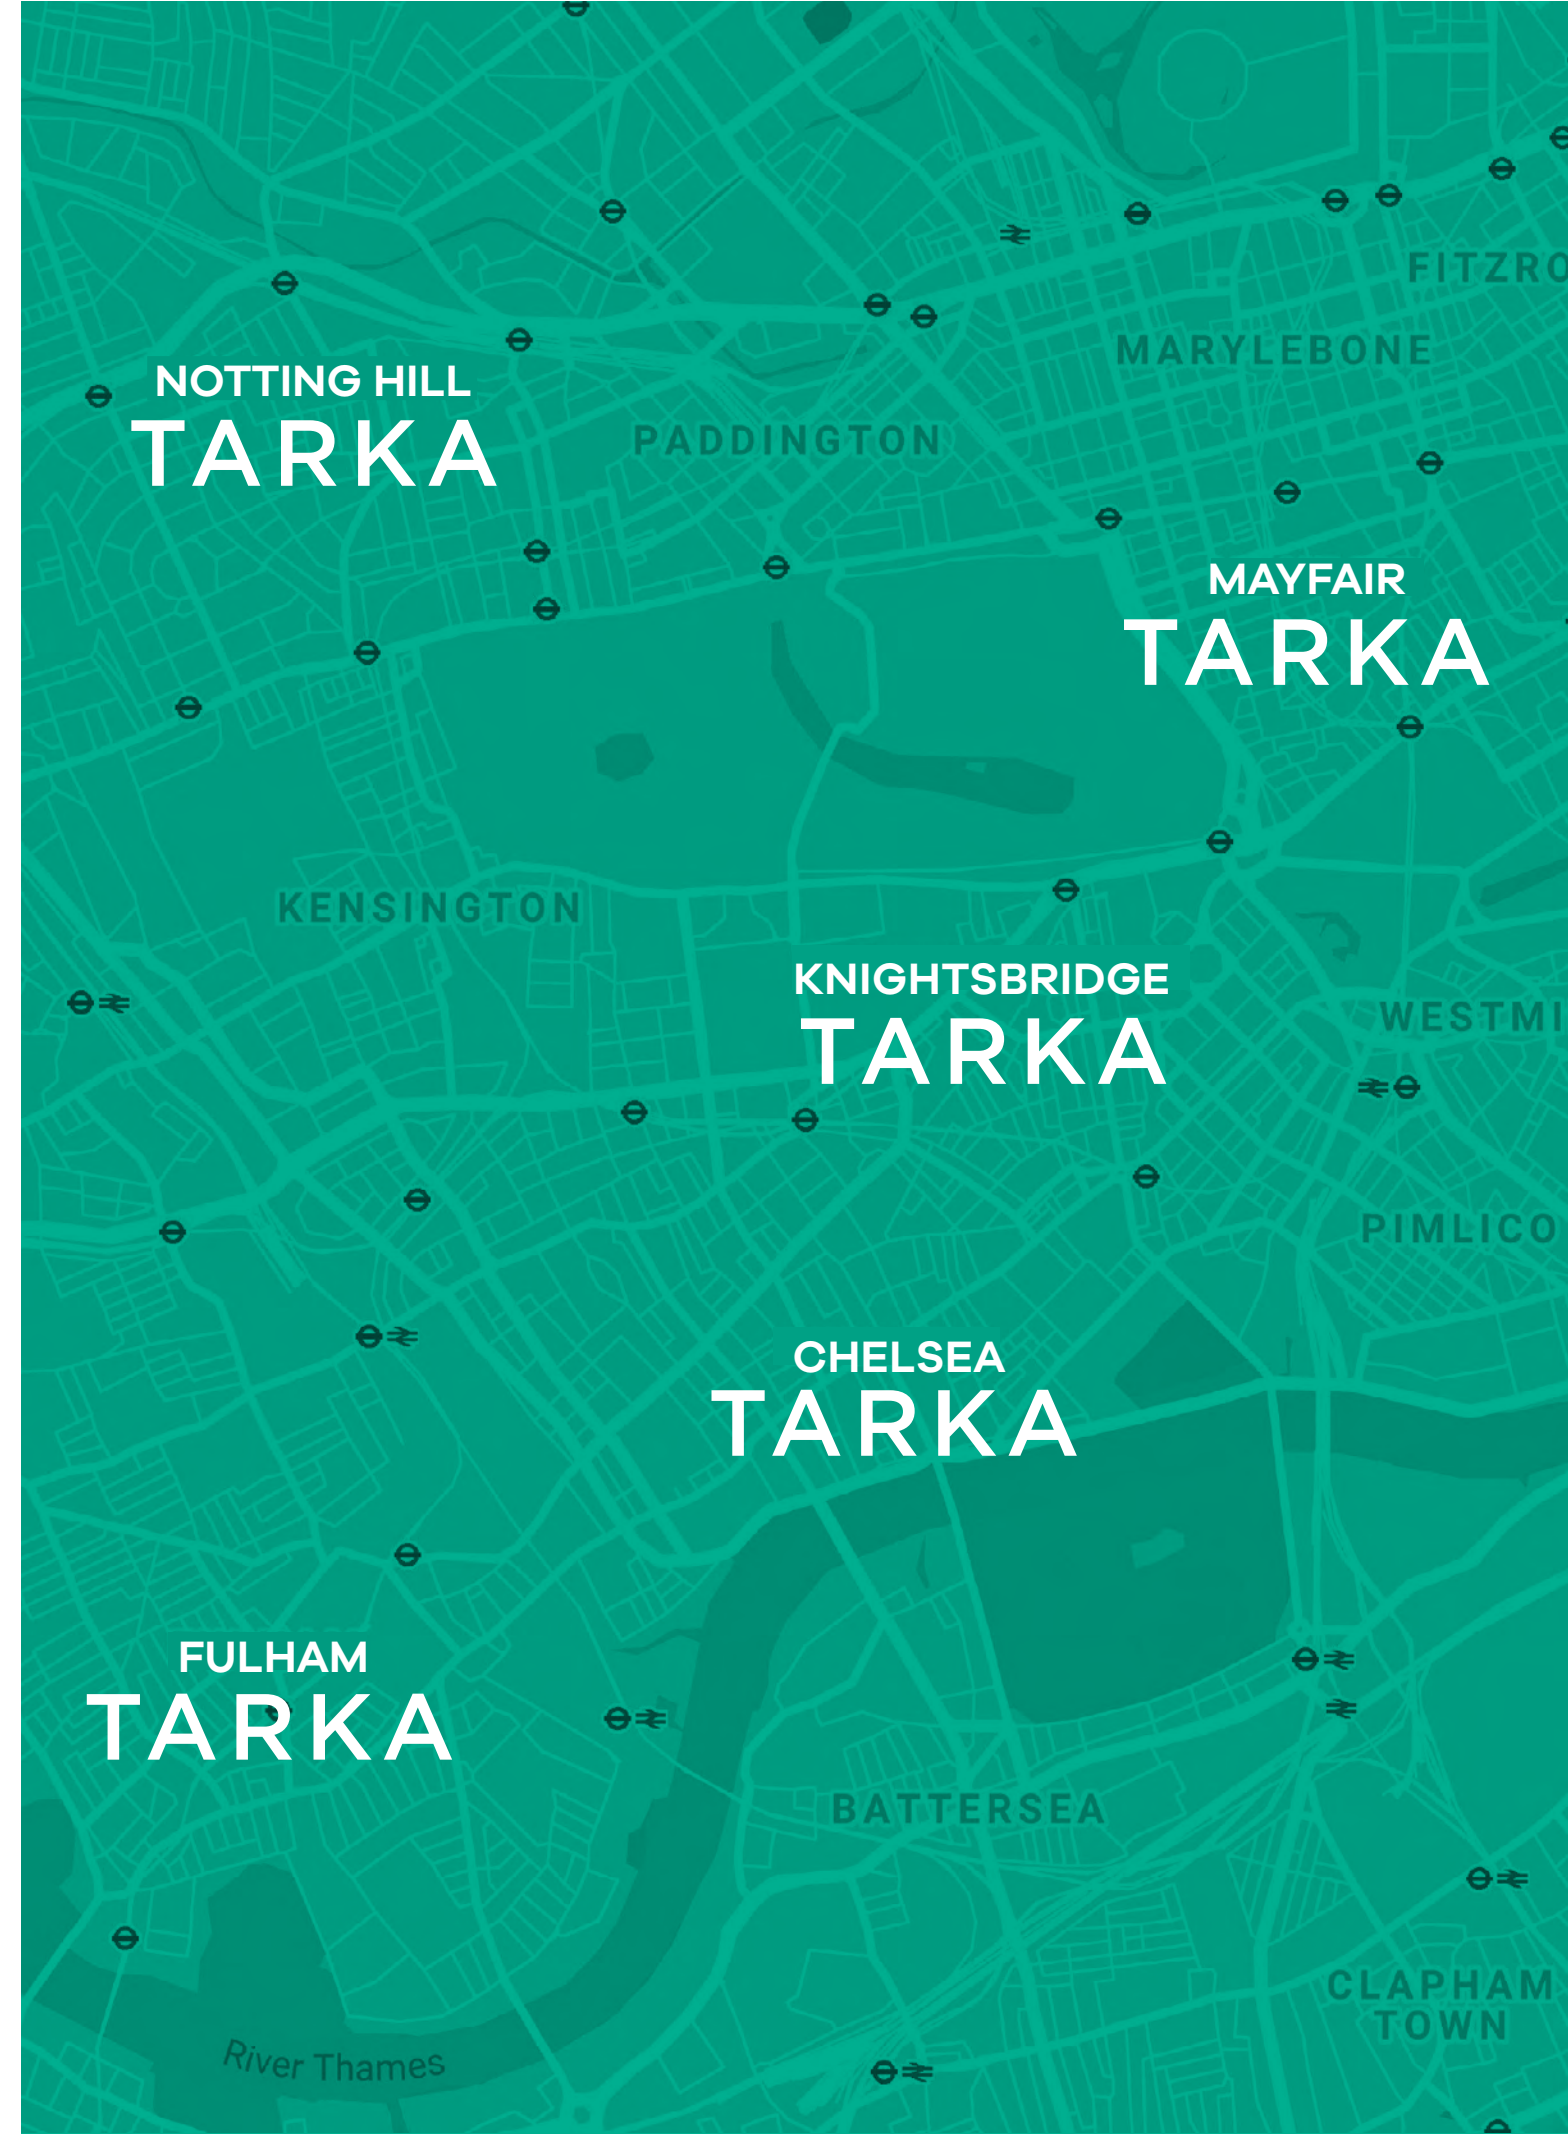 FITZRO
MARYLEBONE
NOTTING HILL
TARKA
PADDINGTON
MAYFAIR
TARKA
KENSINGTON
KNIGHTSBRIDGE
TARKA
WESTMI
PIMLICO
CHELSEA
TARKA
FULHAM
TARKA
BATTERSEA
CLAPHAM
TOWN
River Thames